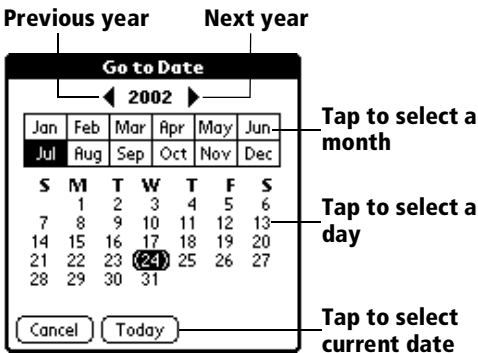 Previous year Next year
Go to Date
2002
Jan Feb Mar Apr May Jun
Jul Aug Sep Oct Nov Dec
S M T W T F S
1 2 3 4 5 6
7 8 9 10 11 12 13
14 15 16 17 18 19 20
21 22 23 24 25 26 27
28 29 30 31
Cancel Today
Tap to select a
month
Tap to select a
day
Tap to select
current date